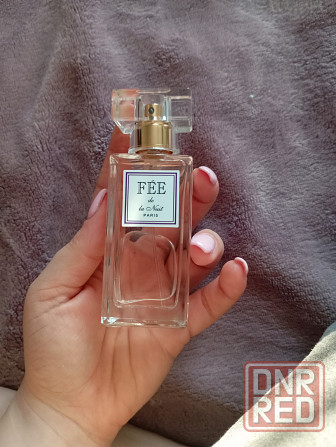 FÉE
de
la Nuit
PARIS
DNR
RED